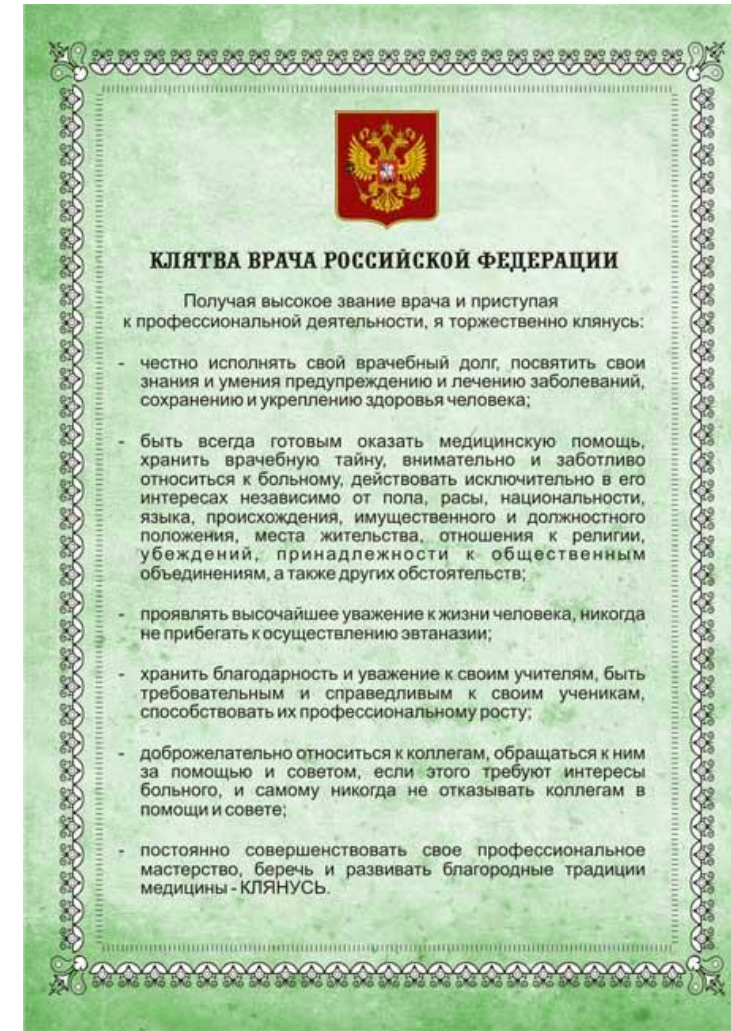 КЛЯТВА ВРАЧА РОССИЙСКОЙ ФЕДЕРАЦИИ
Получая высокое звание врача и приступая
к профессиональной деятельности, я торжественно клянусь:
- честно исполнять свой врачебный долг, посвятить свои
знания и умения предупреждению и лечению заболеваний,
сохранению и укреплению здоровья человека;
- быть всегда готовым оказать медицинскую помощь,
хранить врачебную тайну, внимательно и заботливо
относиться к больному, действовать исключительно в его
интересах независимо от пола, расы, национальности,
языка, происхождения, имущественного и должностного
положения, места жительства, отношения к религии,
убеждений, принадлежности к общественным
объединениям, а также других обстоятельств;
- проявлять высочайшее уважение к жизни человека, никогда
не прибегать к осуществлению эвтаназии;
- хранить благодарность и уважение к своим учителям, быть
требовательным и справедливым к своим ученикам,
способствовать их профессиональному росту;
- доброжелательно относиться к коллегам, обращаться к ним
за помощью и советом, если этого требуют интересы
больного, и самому никогда не отказывать коллегам в
помощи и совете;
- постоянно совершенствовать свое профессиональное
мастерство, беречь и развивать благородные традиции
медицины - КЛЯНУСЬ.